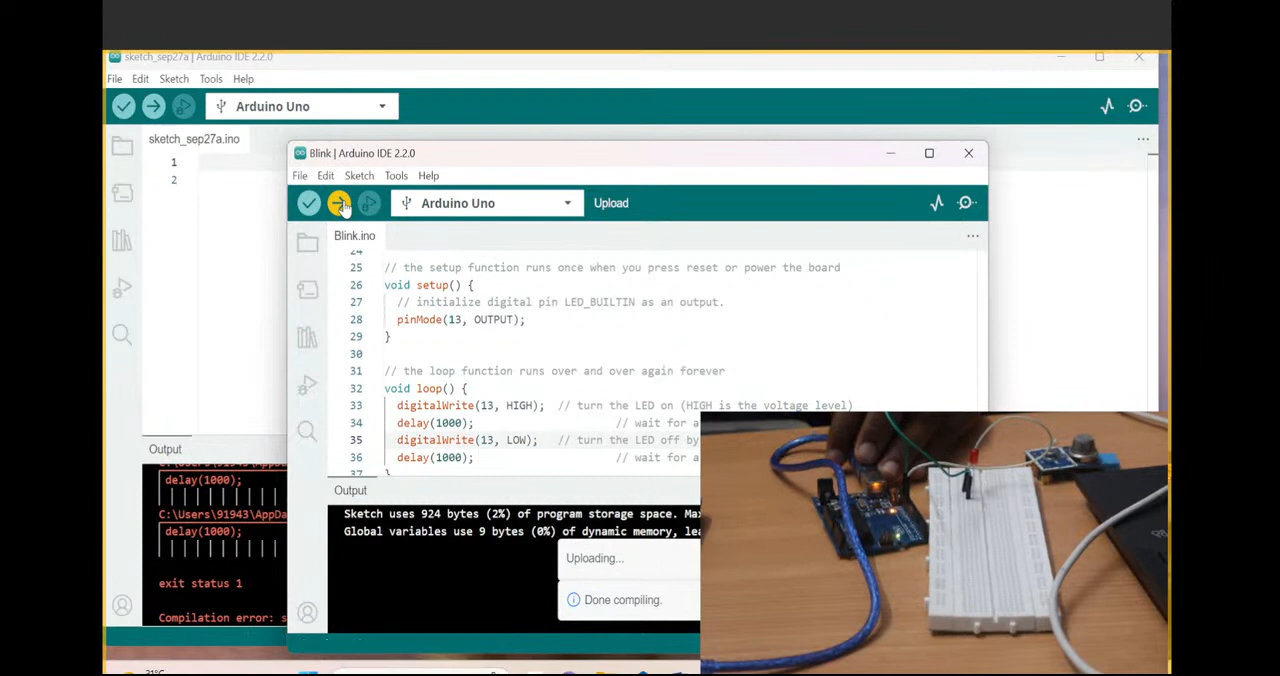 sketch_sep27a | Arduino IDE 2.2.0
File Edit Sketch Tools Help
Arduino Uno
sketch_sep27a.ino
1
2
Output
delay(1000);
delay(1000);
exit status 1
Compilation error:
Blink | Arduino IDE 2.2.0
File Edit Sketch Tools Help
Arduino Uno
Upload
Blink.ino
24
25 // the setup function runs once when you press reset or power the board
26 void setup() {
27 // initialize digital pin LED_BUILTIN as an output.
28 pinMode(13, OUTPUT);
29 }
30
31 // the loop function runs over and over again forever
32 void loop() {
33 digitalWrite(13, HIGH); // turn the LED on (HIGH is the voltage level)
34 delay(1000); // wait for a
35 digitalWrite(13, LOW); // turn the LED off by
36 delay(1000); // wait for a
37 }
Output
Sketch uses 924 bytes (2%) of program storage space. Ma
Global variables use 9 bytes (0%) of dynamic memory, lea
Uploading...
Done compiling.